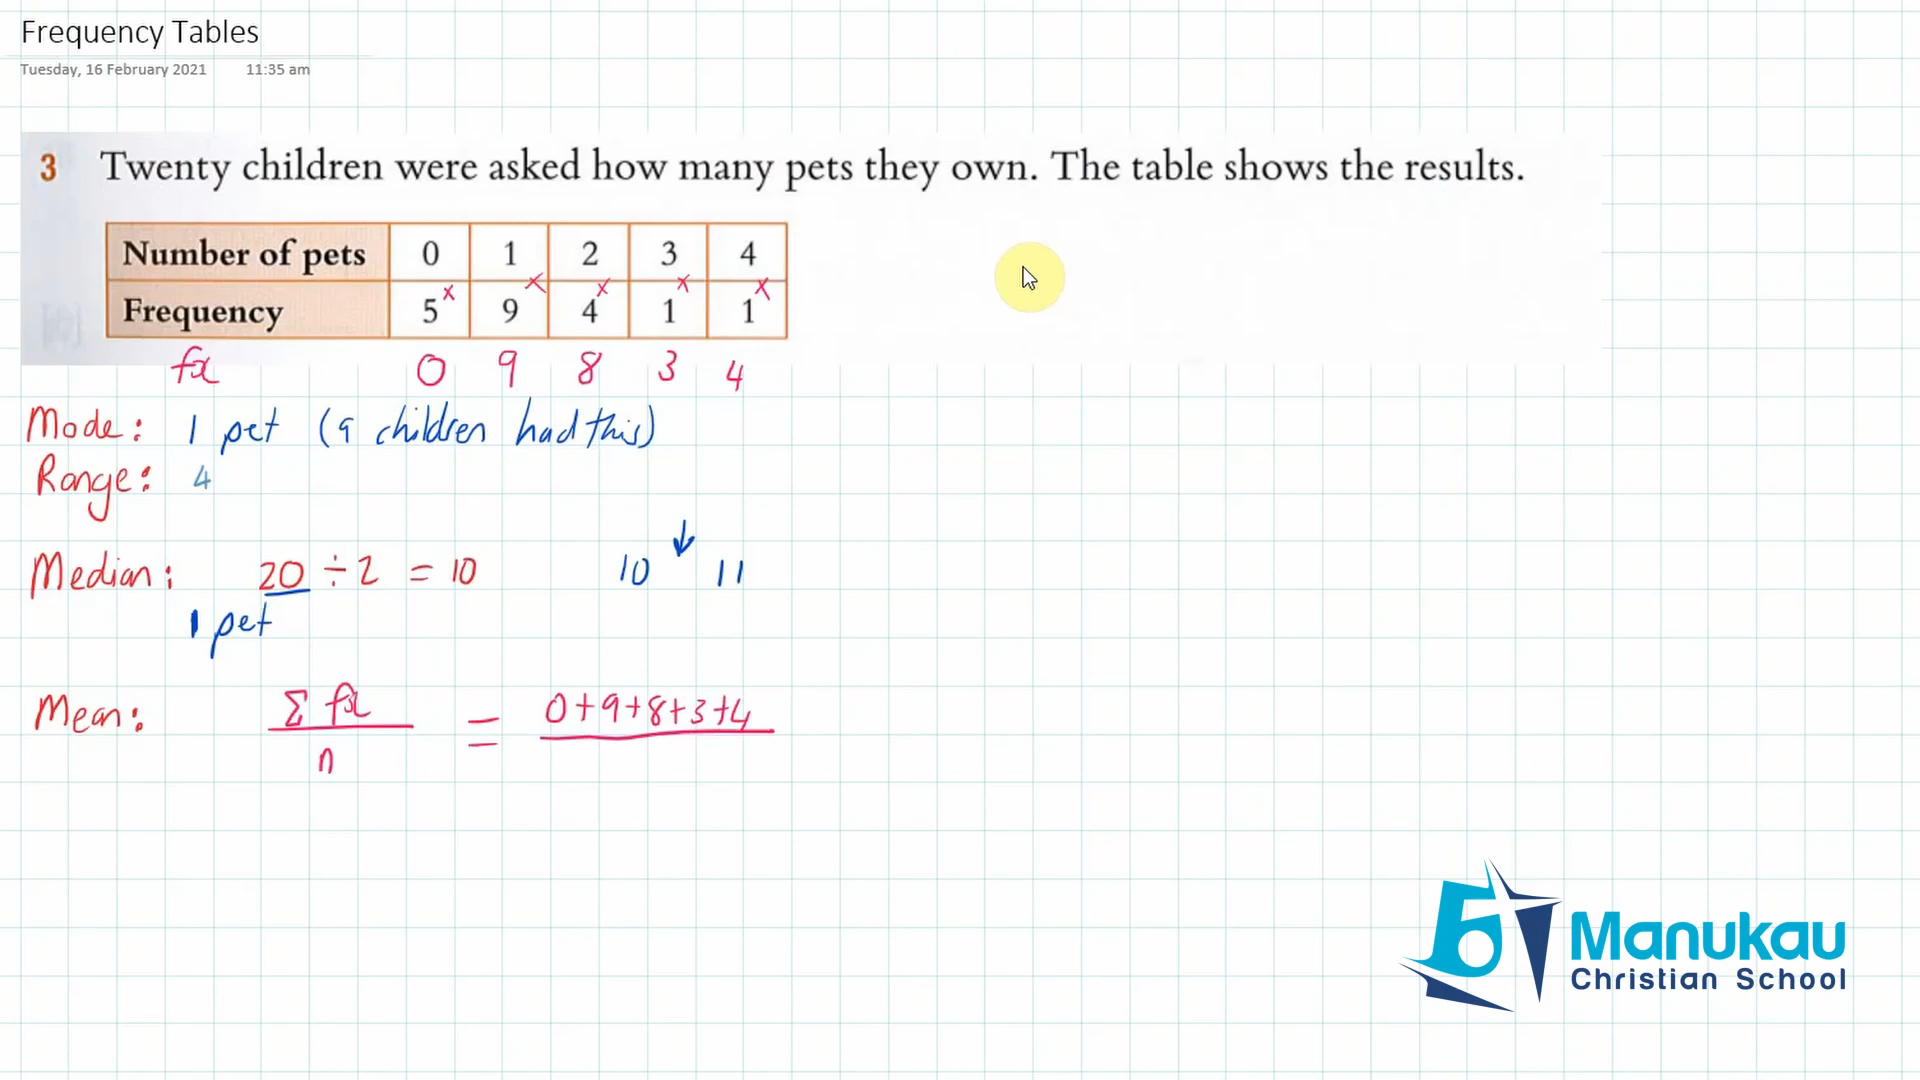 Frequency Tables
Tuesday, 16 February 2021 11:35 am
3 Twenty children were asked how many pets they own. The table shows the results.
Number of pets 0 1 2 3 4
x x x x x
Frequency 5 9 4 1 1
fx 0 9 8 3 4
Mode: 1 pet (9 children had this)
Range: 4
Median: 20 ÷ 2 = 10 10 ↓ 11
1 pet
Mean: Σ fx = 0+9+8+3+4
n
Manukau
Christian School